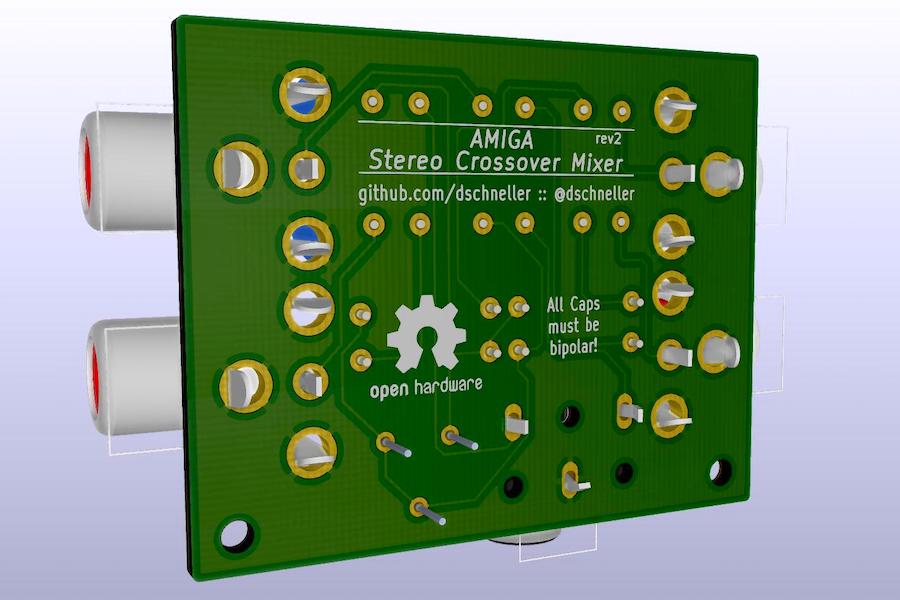 AMIGA rev2
Stereo Crossover Mixer
github.com/dschneller :: @dschneller
All Caps
must be
bipolar!
open hardware